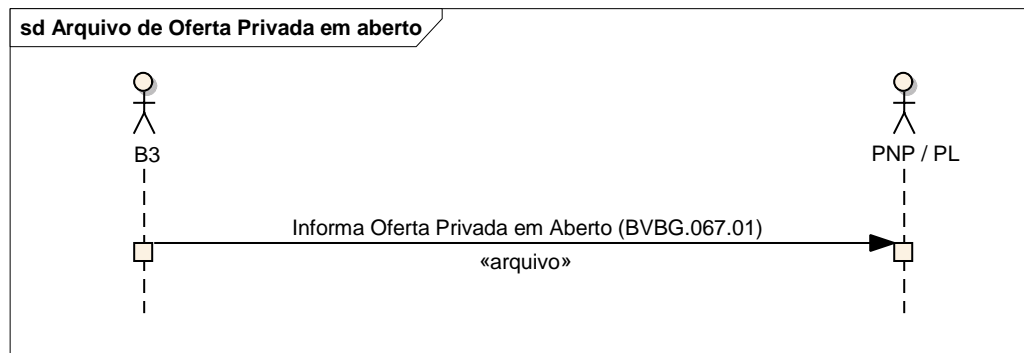 sd Arquivo de Oferta Privada em aberto
B3
PNP / PL
Informa Oferta Privada em Aberto (BVBG.067.01)
«arquivo»